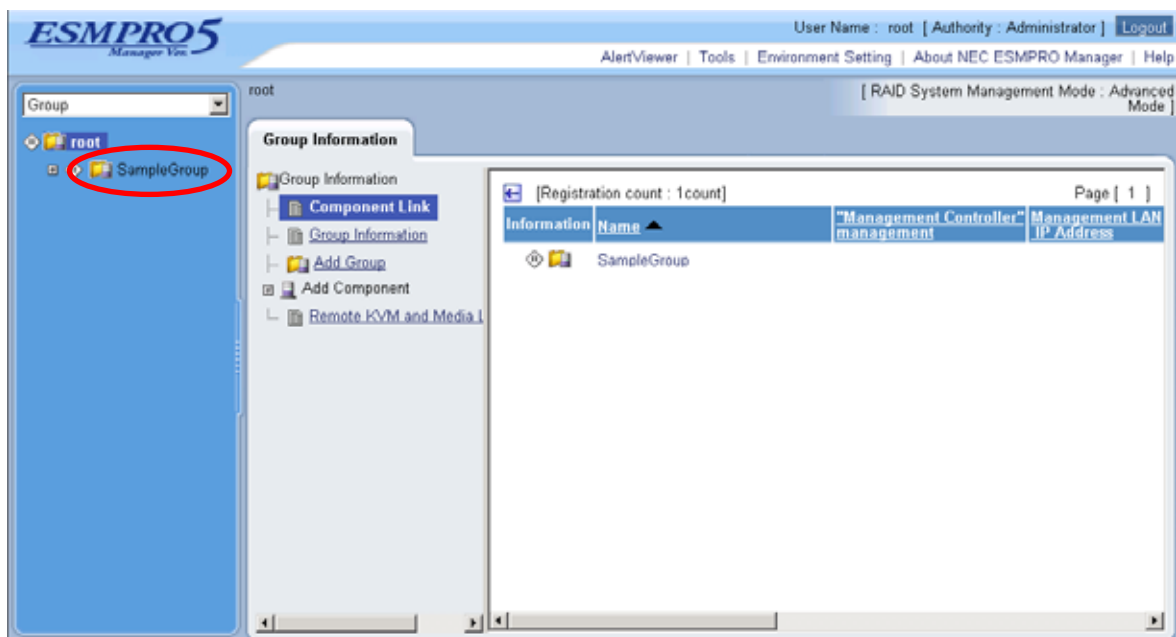 ESMPRO5
Manager Ver.
User Name : root [ Authority : Administrator ] Logout
AlertViewer | Tools | Environment Setting | About NEC ESMPRO Manager | Help
Group
root
SampleGroup
root
[ RAID System Management Mode : Advanced
Mode ]
Group Information
Group Information
Component Link
Group Information
Add Group
Add Component
Remote KVM and Media L
[Registration count : 1count]
Page [ 1 ]
Information
Name
"Management Controller"
management
Management LAN
IP Address
SampleGroup